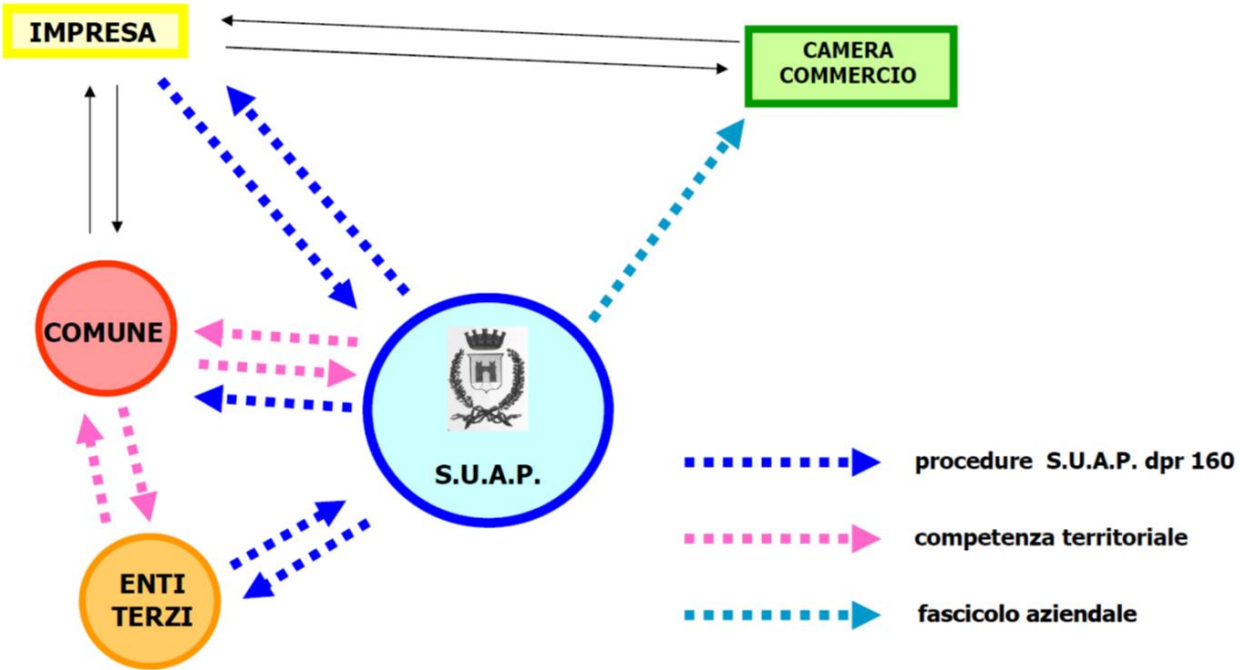 IMPRESA
CAMERA
COMMERCIO
COMUNE
S.U.A.P.
ENTI
TERZI
procedure S.U.A.P. dpr 160
competenza territoriale
fascicolo aziendale